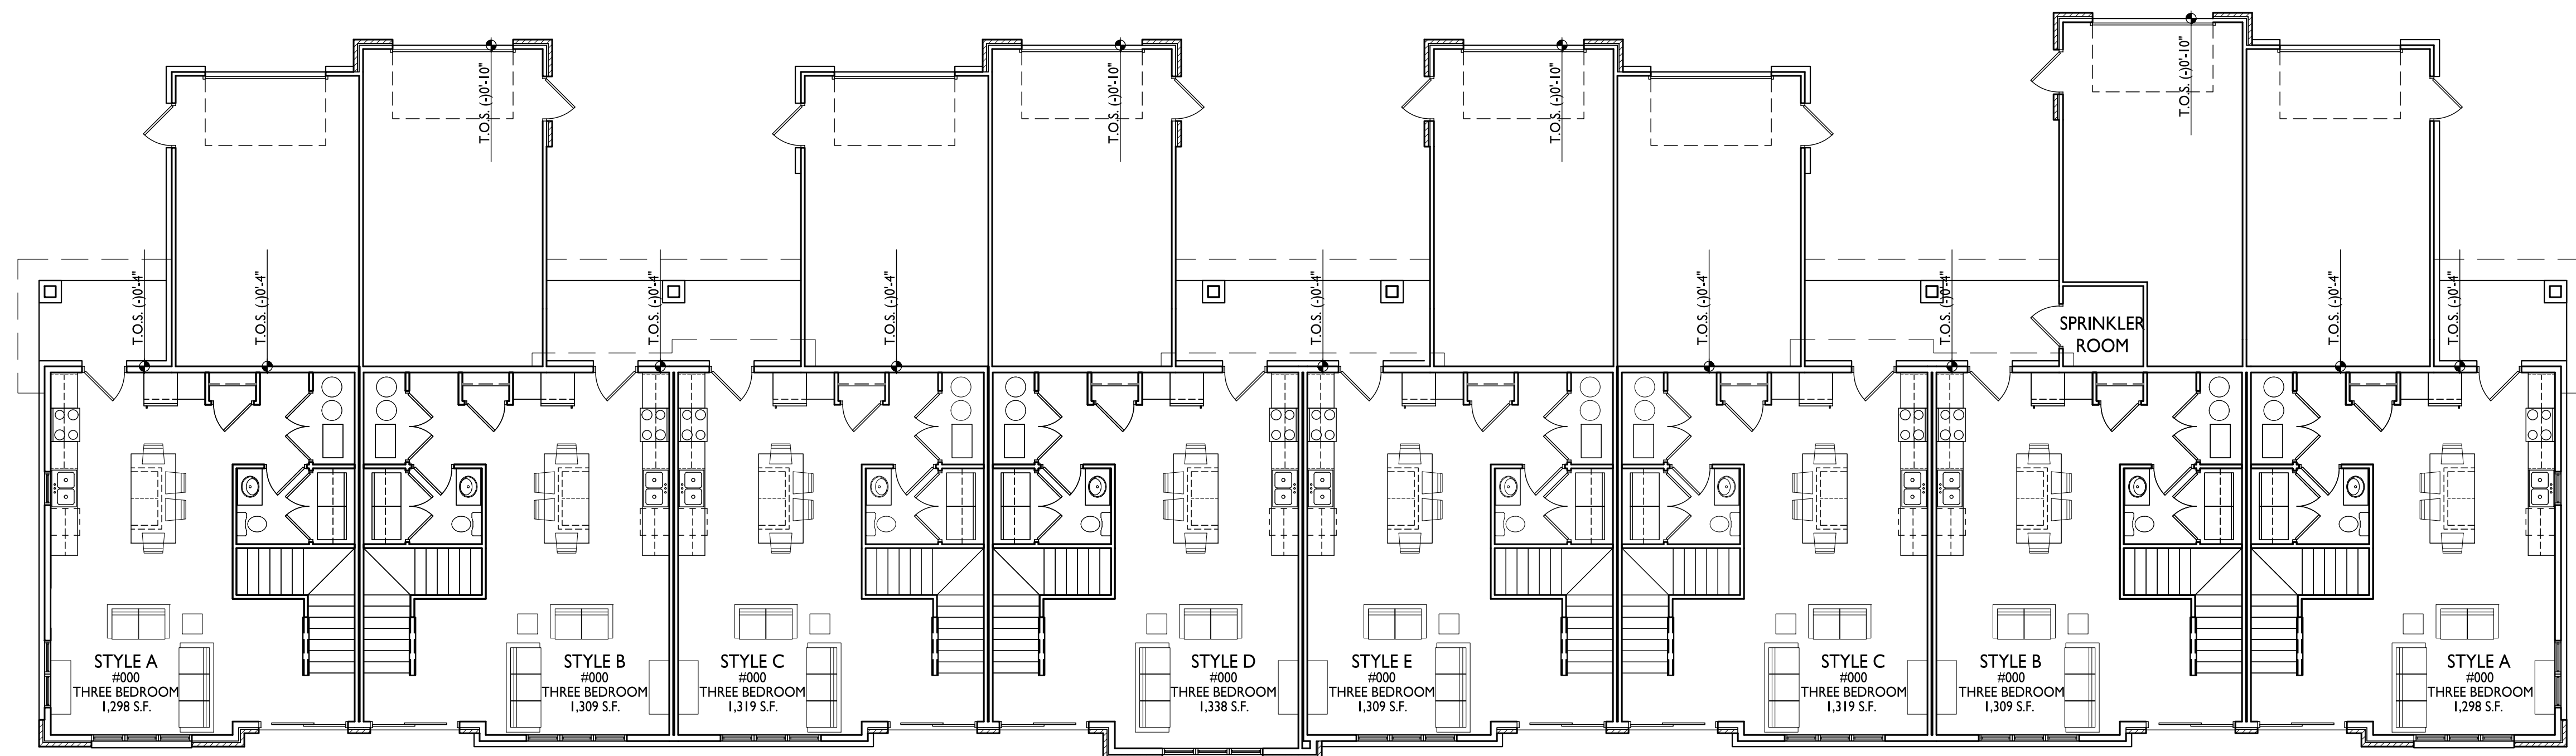 T.O.S. (-)0'-10"
T.O.S. (-)0'-10"
T.O.S. (-)0'-10"
T.O.S. (-)0'-10"
T.O.S. (-)0'-4"
T.O.S. (-)0'-4"
T.O.S. (-)0'-4"
T.O.S. (-)0'-4"
T.O.S. (-)0'-4"
T.O.S. (-)0'-4"
T.O.S. (-)0'-4"
T.O.S. (-)0'-4"
T.O.S. (-)0'-4"
SPRINKLER
ROOM
STYLE A
#000
THREE BEDROOM
1,298 S.F.
STYLE B
#000
THREE BEDROOM
1,309 S.F.
STYLE C
#000
THREE BEDROOM
1,319 S.F.
STYLE D
#000
THREE BEDROOM
1,338 S.F.
STYLE E
#000
THREE BEDROOM
1,309 S.F.
STYLE C
#000
THREE BEDROOM
1,319 S.F.
STYLE B
#000
THREE BEDROOM
1,309 S.F.
STYLE A
#000
THREE BEDROOM
1,298 S.F.